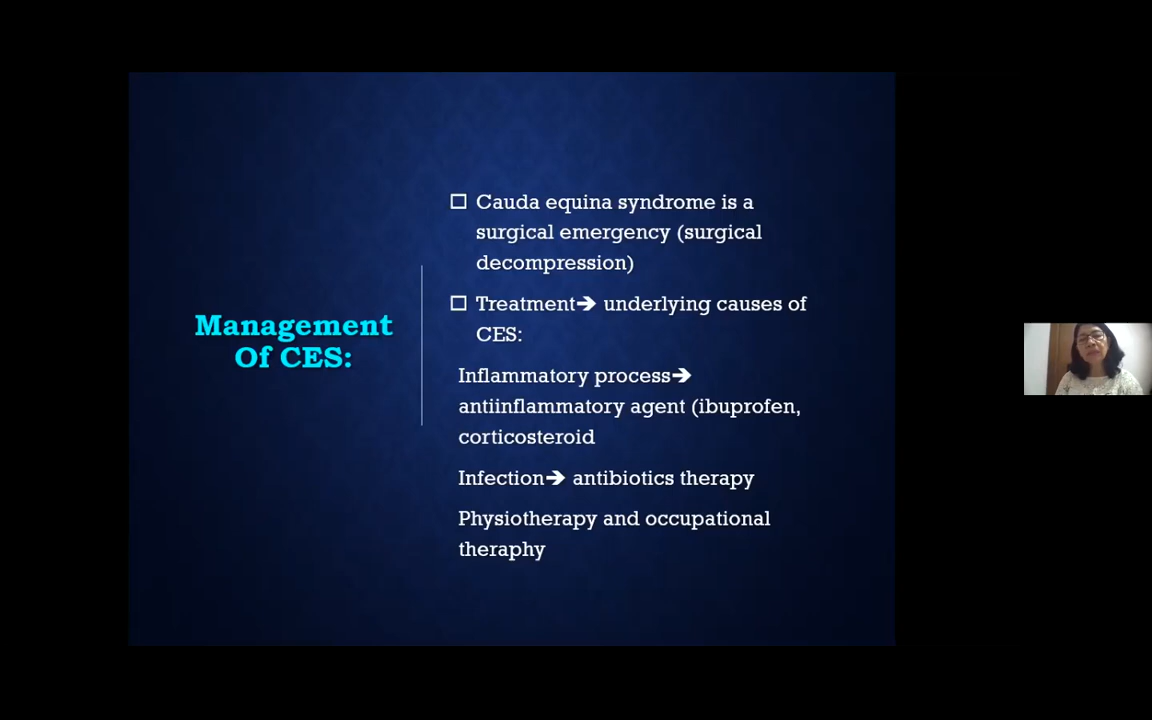 Management
Of CES:
☐ Cauda equina syndrome is a
surgical emergency (surgical
decompression)
☐ Treatment➔ underlying causes of
CES:
Inflammatory process➔
antiinflammatory agent (ibuprofen,
corticosteroid
Infection➔ antibiotics therapy
Physiotherapy and occupational
theraphy